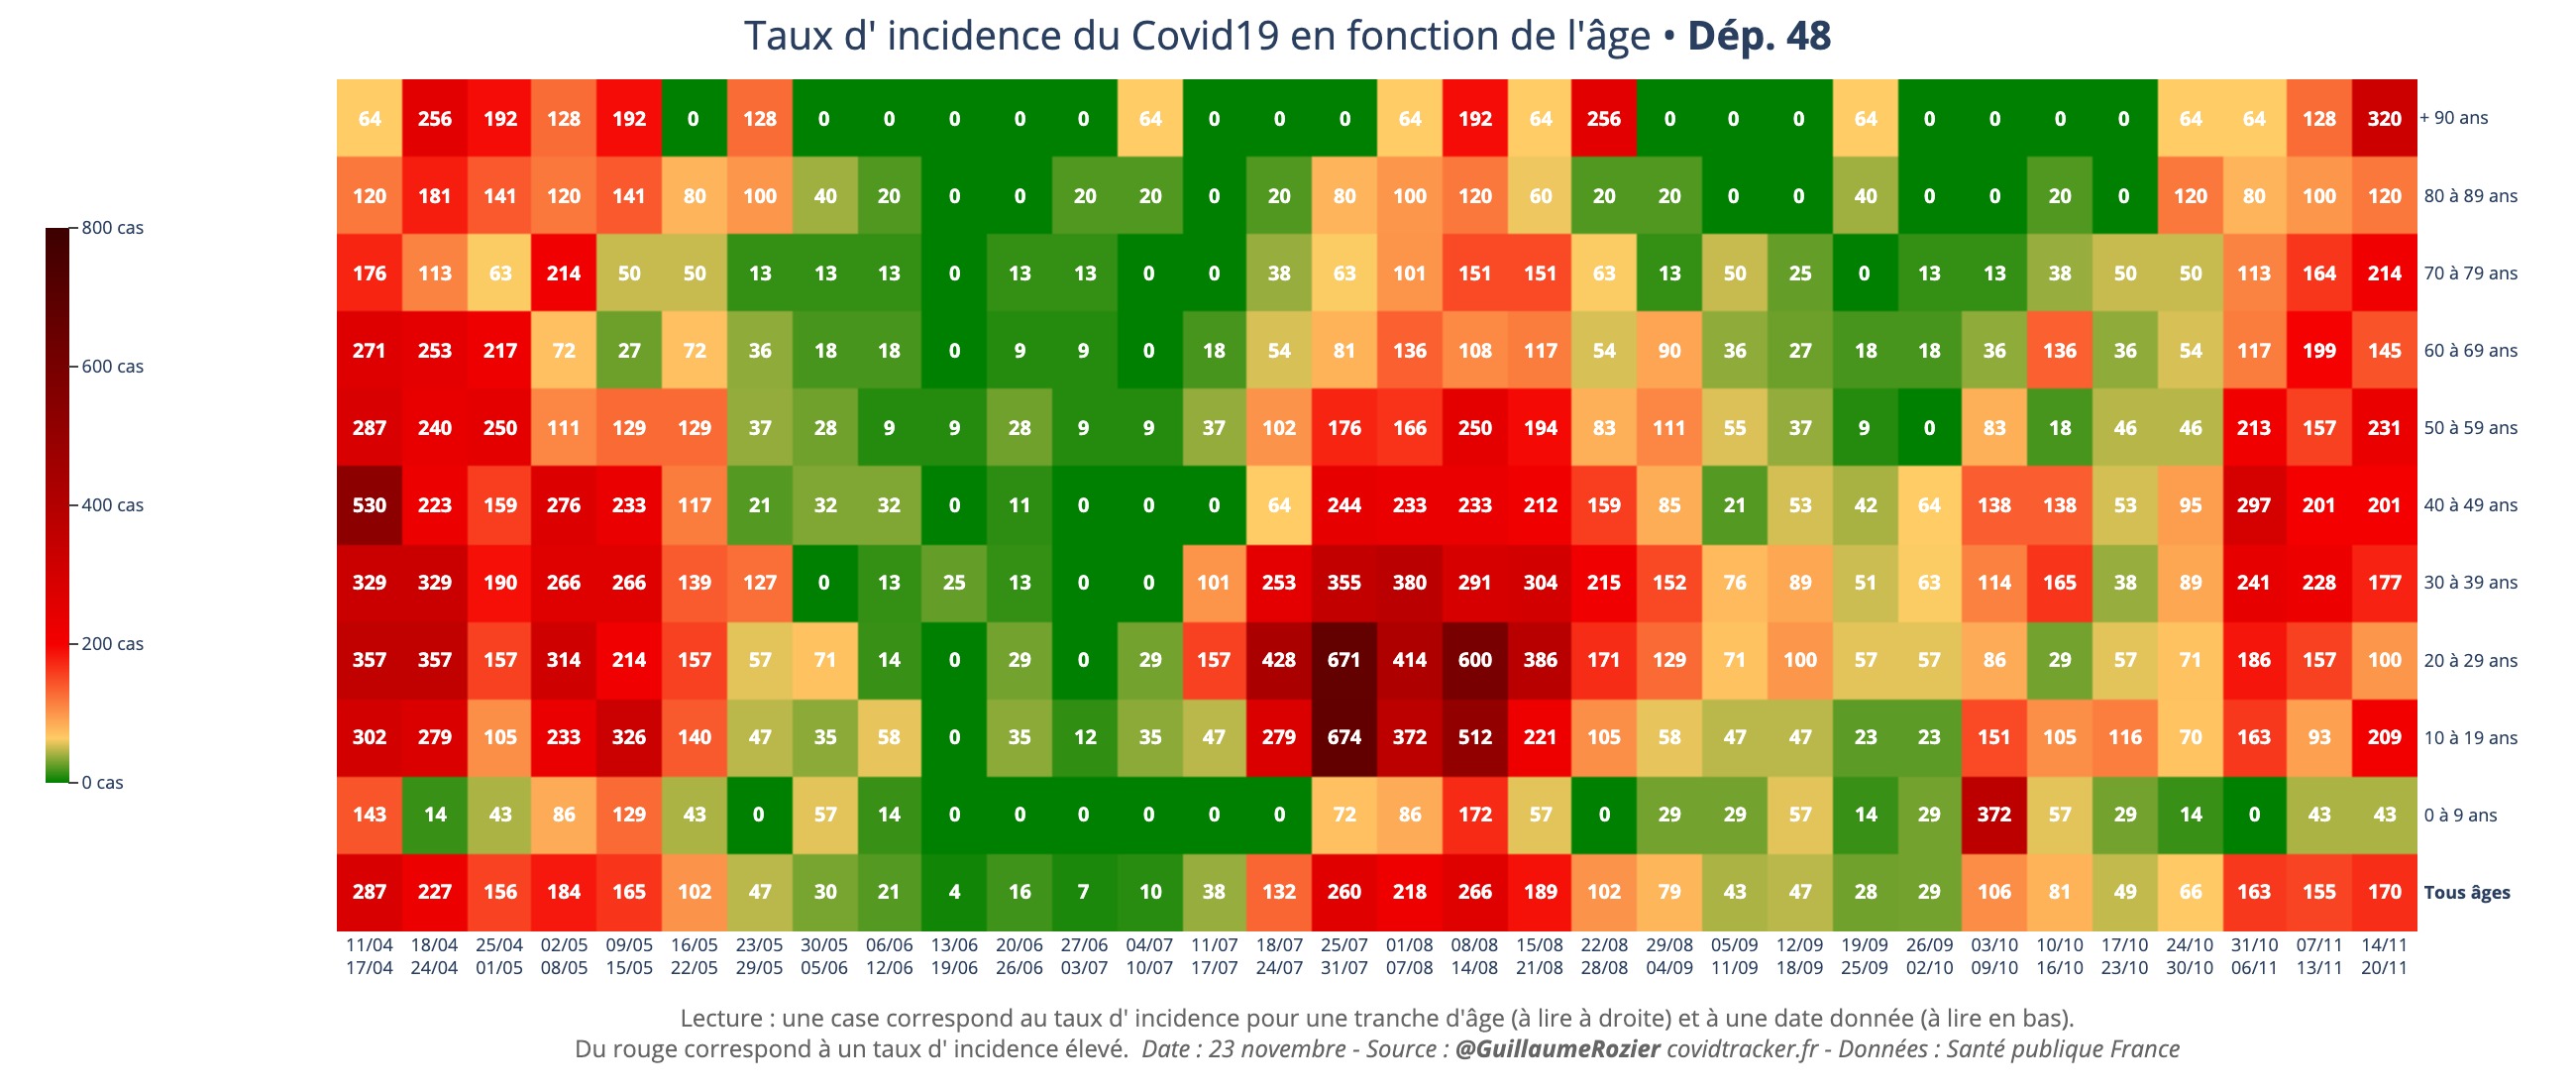 Taux d' incidence du Covid19 en fonction de l'âge • Dép. 48
64 256 192 128 192 0 128 0 0 0 0 0 64 0 0 0 64 192 64 256 0 0 0 64 0 0 0 0 64 64 128 320 + 90 ans
120 181 141 120 141 80 100 40 20 0 0 20 20 0 20 80 100 120 60 20 20 0 0 40 0 0 20 0 120 80 100 120 80 à 89 ans
800 cas
176 113 63 214 50 50 13 13 13 0 13 13 0 0 38 63 101 151 151 63 13 50 25 0 13 13 38 50 50 113 164 214 70 à 79 ans
271 253 217 72 27 72 36 18 18 0 9 9 0 18 54 81 136 108 117 54 90 36 27 18 18 36 136 36 54 117 199 145 60 à 69 ans
600 cas
287 240 250 111 129 129 37 28 9 9 28 9 9 37 102 176 166 250 194 83 111 55 37 9 0 83 18 46 46 213 157 231 50 à 59 ans
400 cas
530 223 159 276 233 117 21 32 32 0 11 0 0 0 64 244 233 233 212 159 85 21 53 42 64 138 138 53 95 297 201 201 40 à 49 ans
329 329 190 266 266 139 127 0 13 25 13 0 0 101 253 355 380 291 304 215 152 76 89 51 63 114 165 38 89 241 228 177 30 à 39 ans
200 cas
357 357 157 314 214 157 57 71 14 0 29 0 29 157 428 671 414 600 386 171 129 71 100 57 57 86 29 57 71 186 157 100 20 à 29 ans
302 279 105 233 326 140 47 35 58 0 35 12 35 47 279 674 372 512 221 105 58 47 47 23 23 151 105 116 70 163 93 209 10 à 19 ans
0 cas
143 14 43 86 129 43 0 57 14 0 0 0 0 0 0 72 86 172 57 0 29 29 57 14 29 372 57 29 14 0 43 43 0 à 9 ans
287 227 156 184 165 102 47 30 21 4 16 7 10 38 132 260 218 266 189 102 79 43 47 28 29 106 81 49 66 163 155 170 Tous âges
11/04 18/04 25/04 02/05 09/05 16/05 23/05 30/05 06/06 13/06 20/06 27/06 04/07 11/07 18/07 25/07 01/08 08/08 15/08 22/08 29/08 05/09 12/09 19/09 26/09 03/10 10/10 17/10 24/10 31/10 07/11 14/11
17/04 24/04 01/05 08/05 15/05 22/05 29/05 05/06 12/06 19/06 26/06 03/07 10/07 17/07 24/07 31/07 07/08 14/08 21/08 28/08 04/09 11/09 18/09 25/09 02/10 09/10 16/10 23/10 30/10 06/11 13/11 20/11
Lecture : une case correspond au taux d' incidence pour une tranche d'âge (à lire à droite) et à une date donnée (à lire en bas).
Du rouge correspond à un taux d' incidence élevé. Date : 23 novembre - Source : @GuillaumeRozier covidtracker.fr - Données : Santé publique France